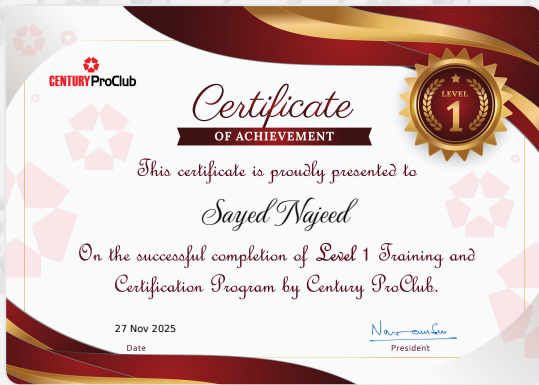 CENTURY ProClub
Certificate
OF ACHIEVEMENT
LEVEL
1
This certificate is proudly presented to
Sayed Najeed
On the successful completion of Level 1 Training and
Certification Program by Century ProClub.
27 Nov 2025
Date
President